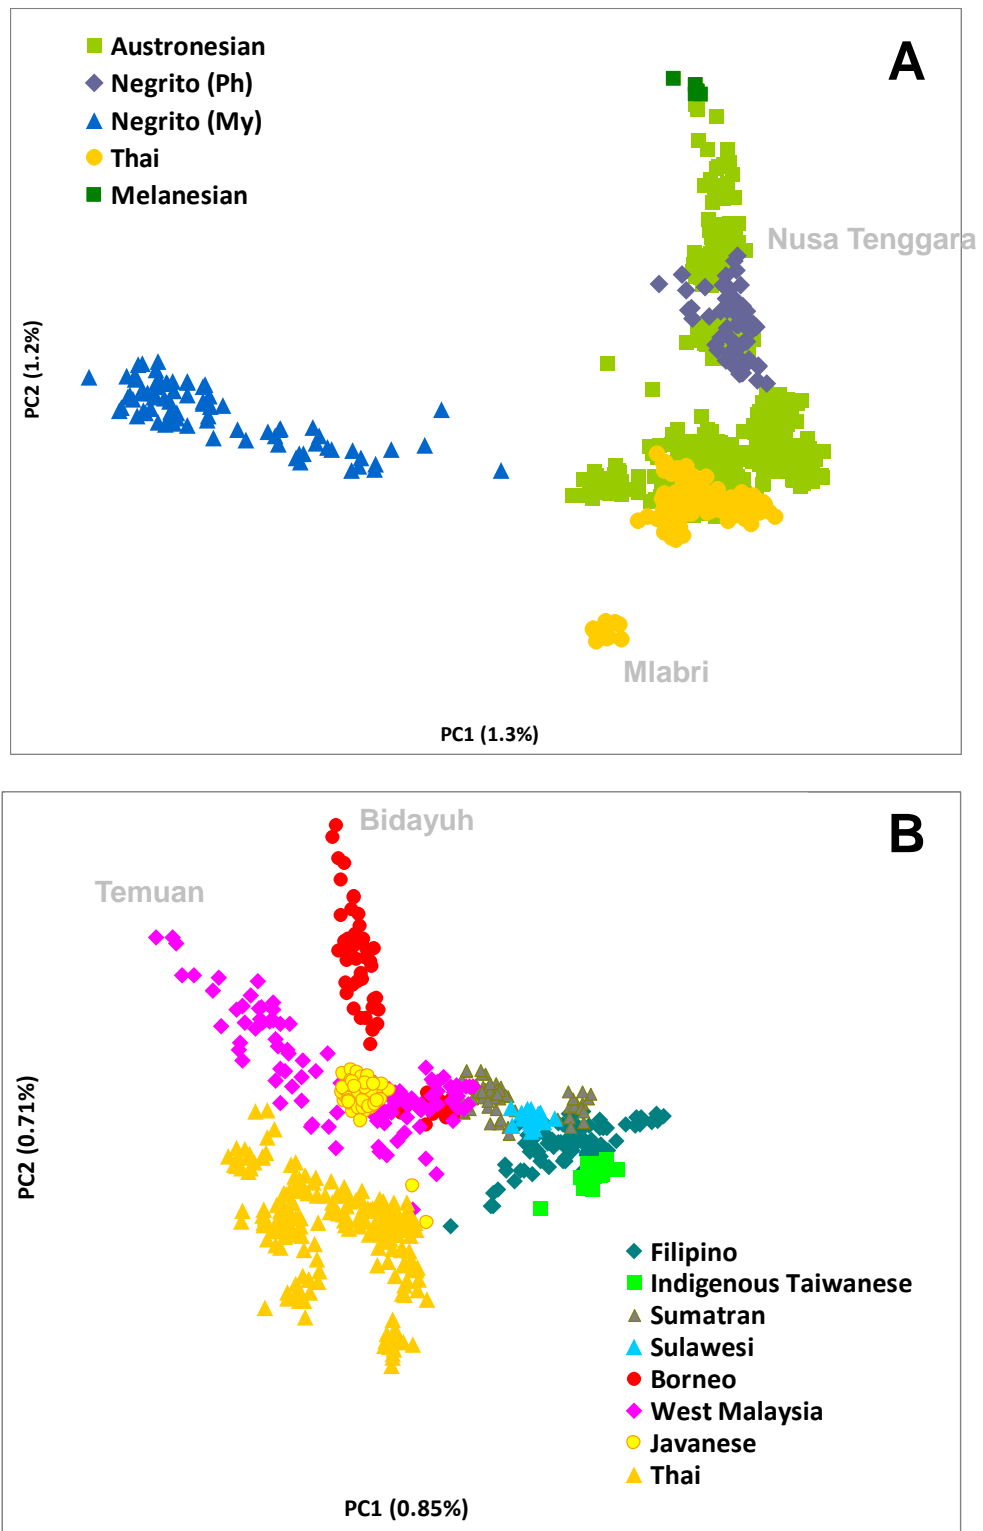 A
Austronesian
Negrito (Ph)
Negrito (My)
Thai
Melanesian
Nusa Tenggara
PC2 (1.2%)
Mlabri
PC1 (1.3%)
B
Bidayuh
Temuan
PC2 (0.71%)
Filipino
Indigenous Taiwanese
Sumatran
Sulawesi
Borneo
West Malaysia
Javanese
Thai
PC1 (0.85%)